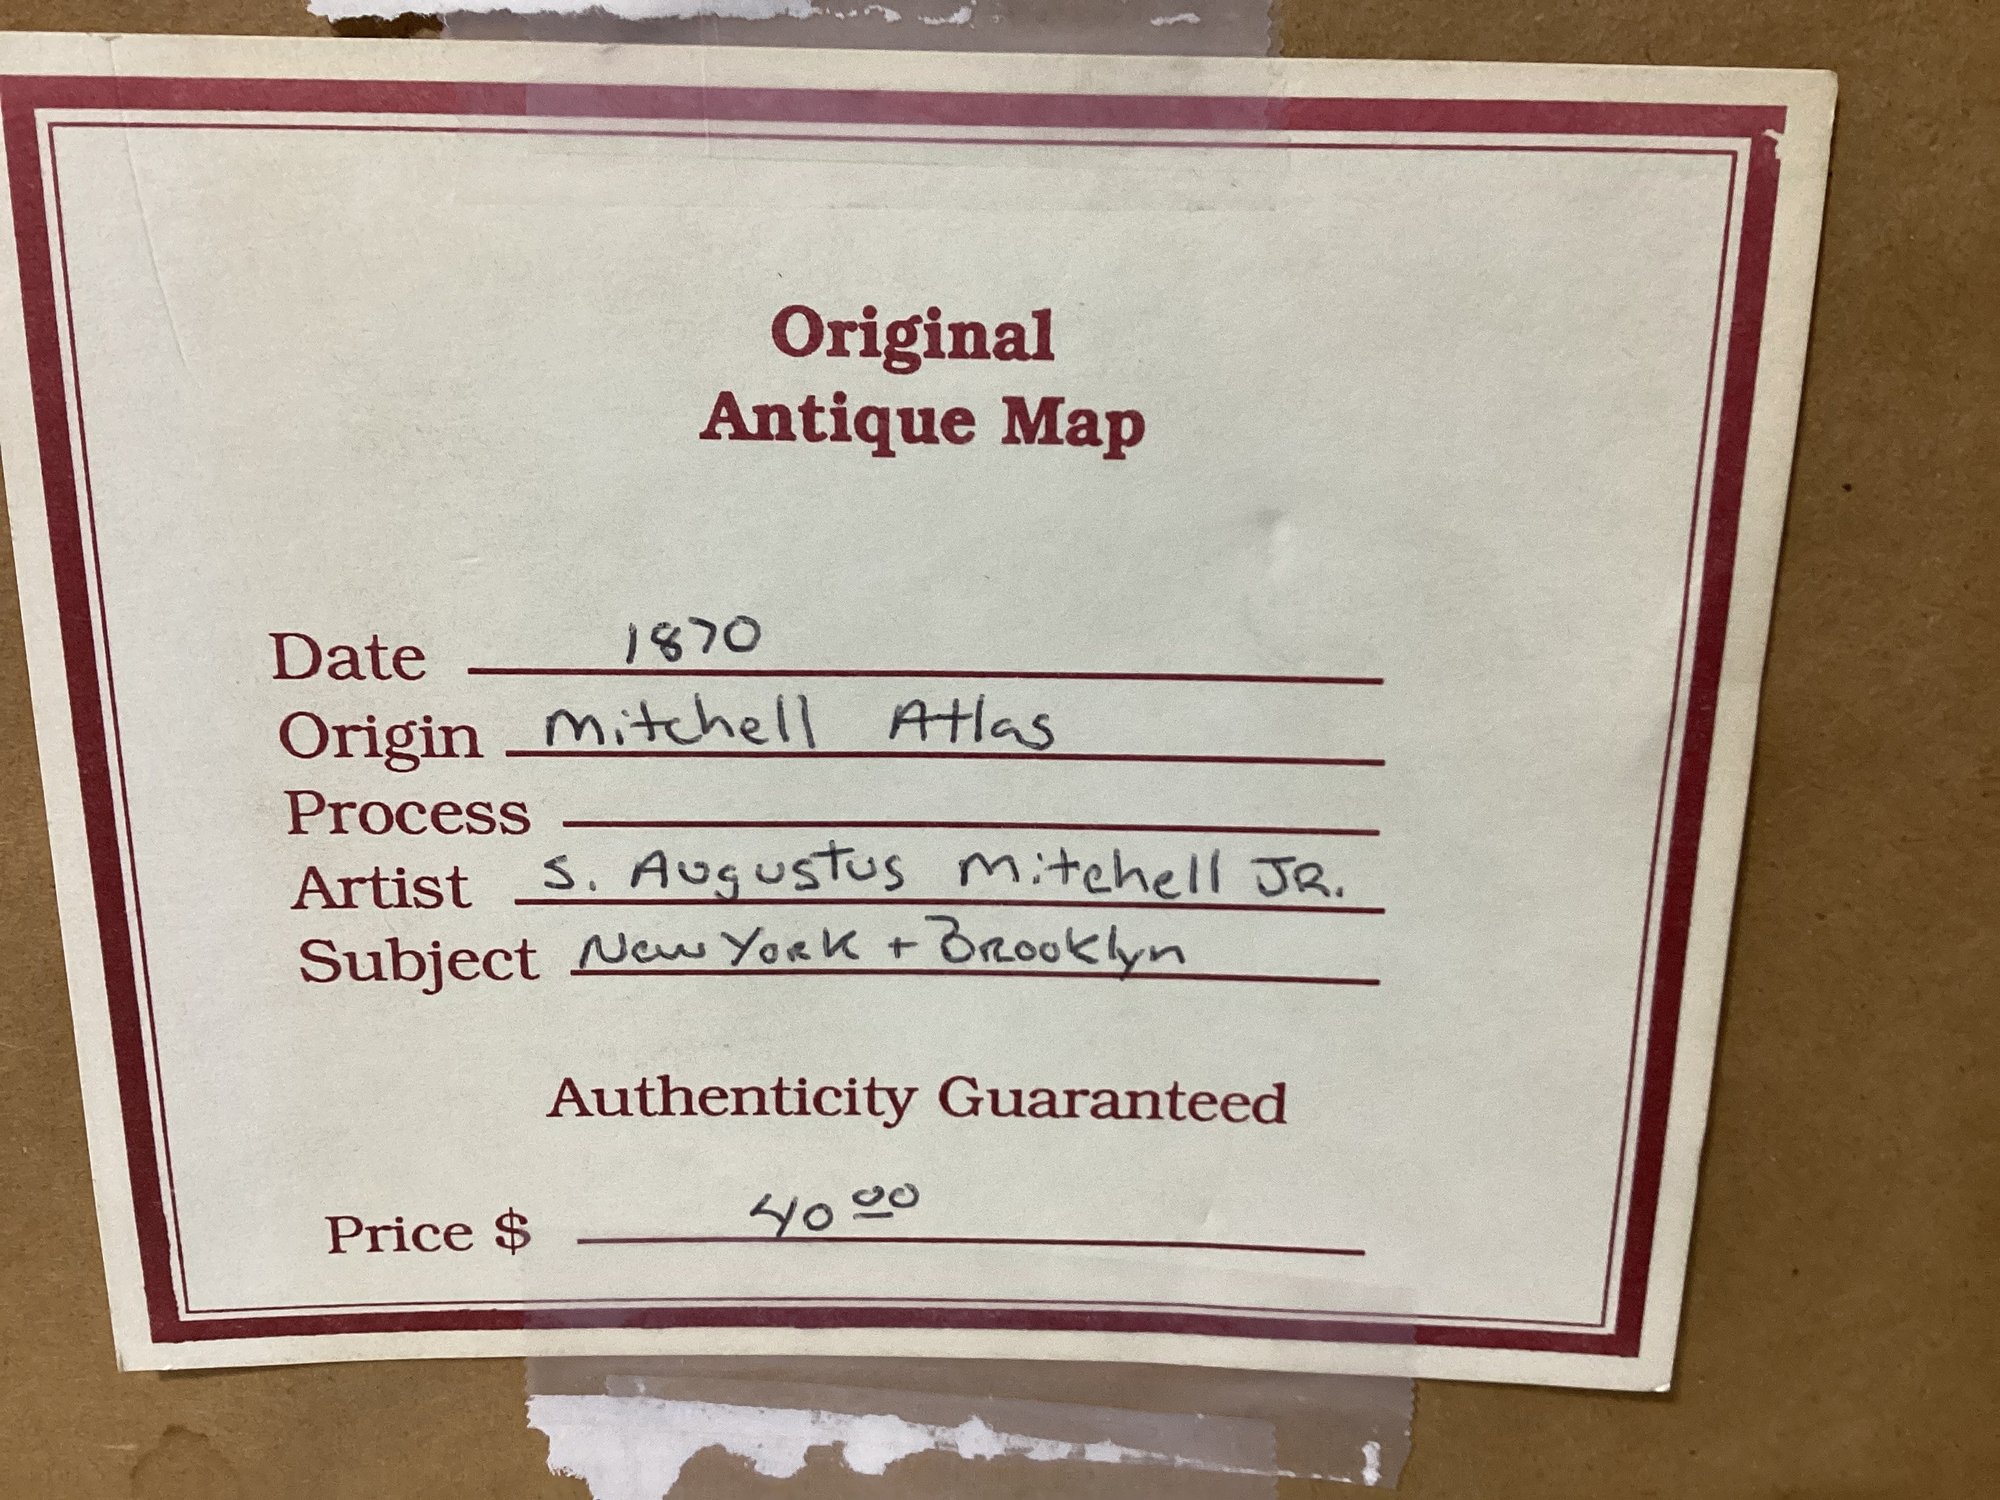 Original
Antique Map
Date 1870
Origin Mitchell Atlas
Process
Artist S. Augustus Mitchell JR.
Subject New York + Brooklyn
Authenticity Guaranteed
Price $ 40 00